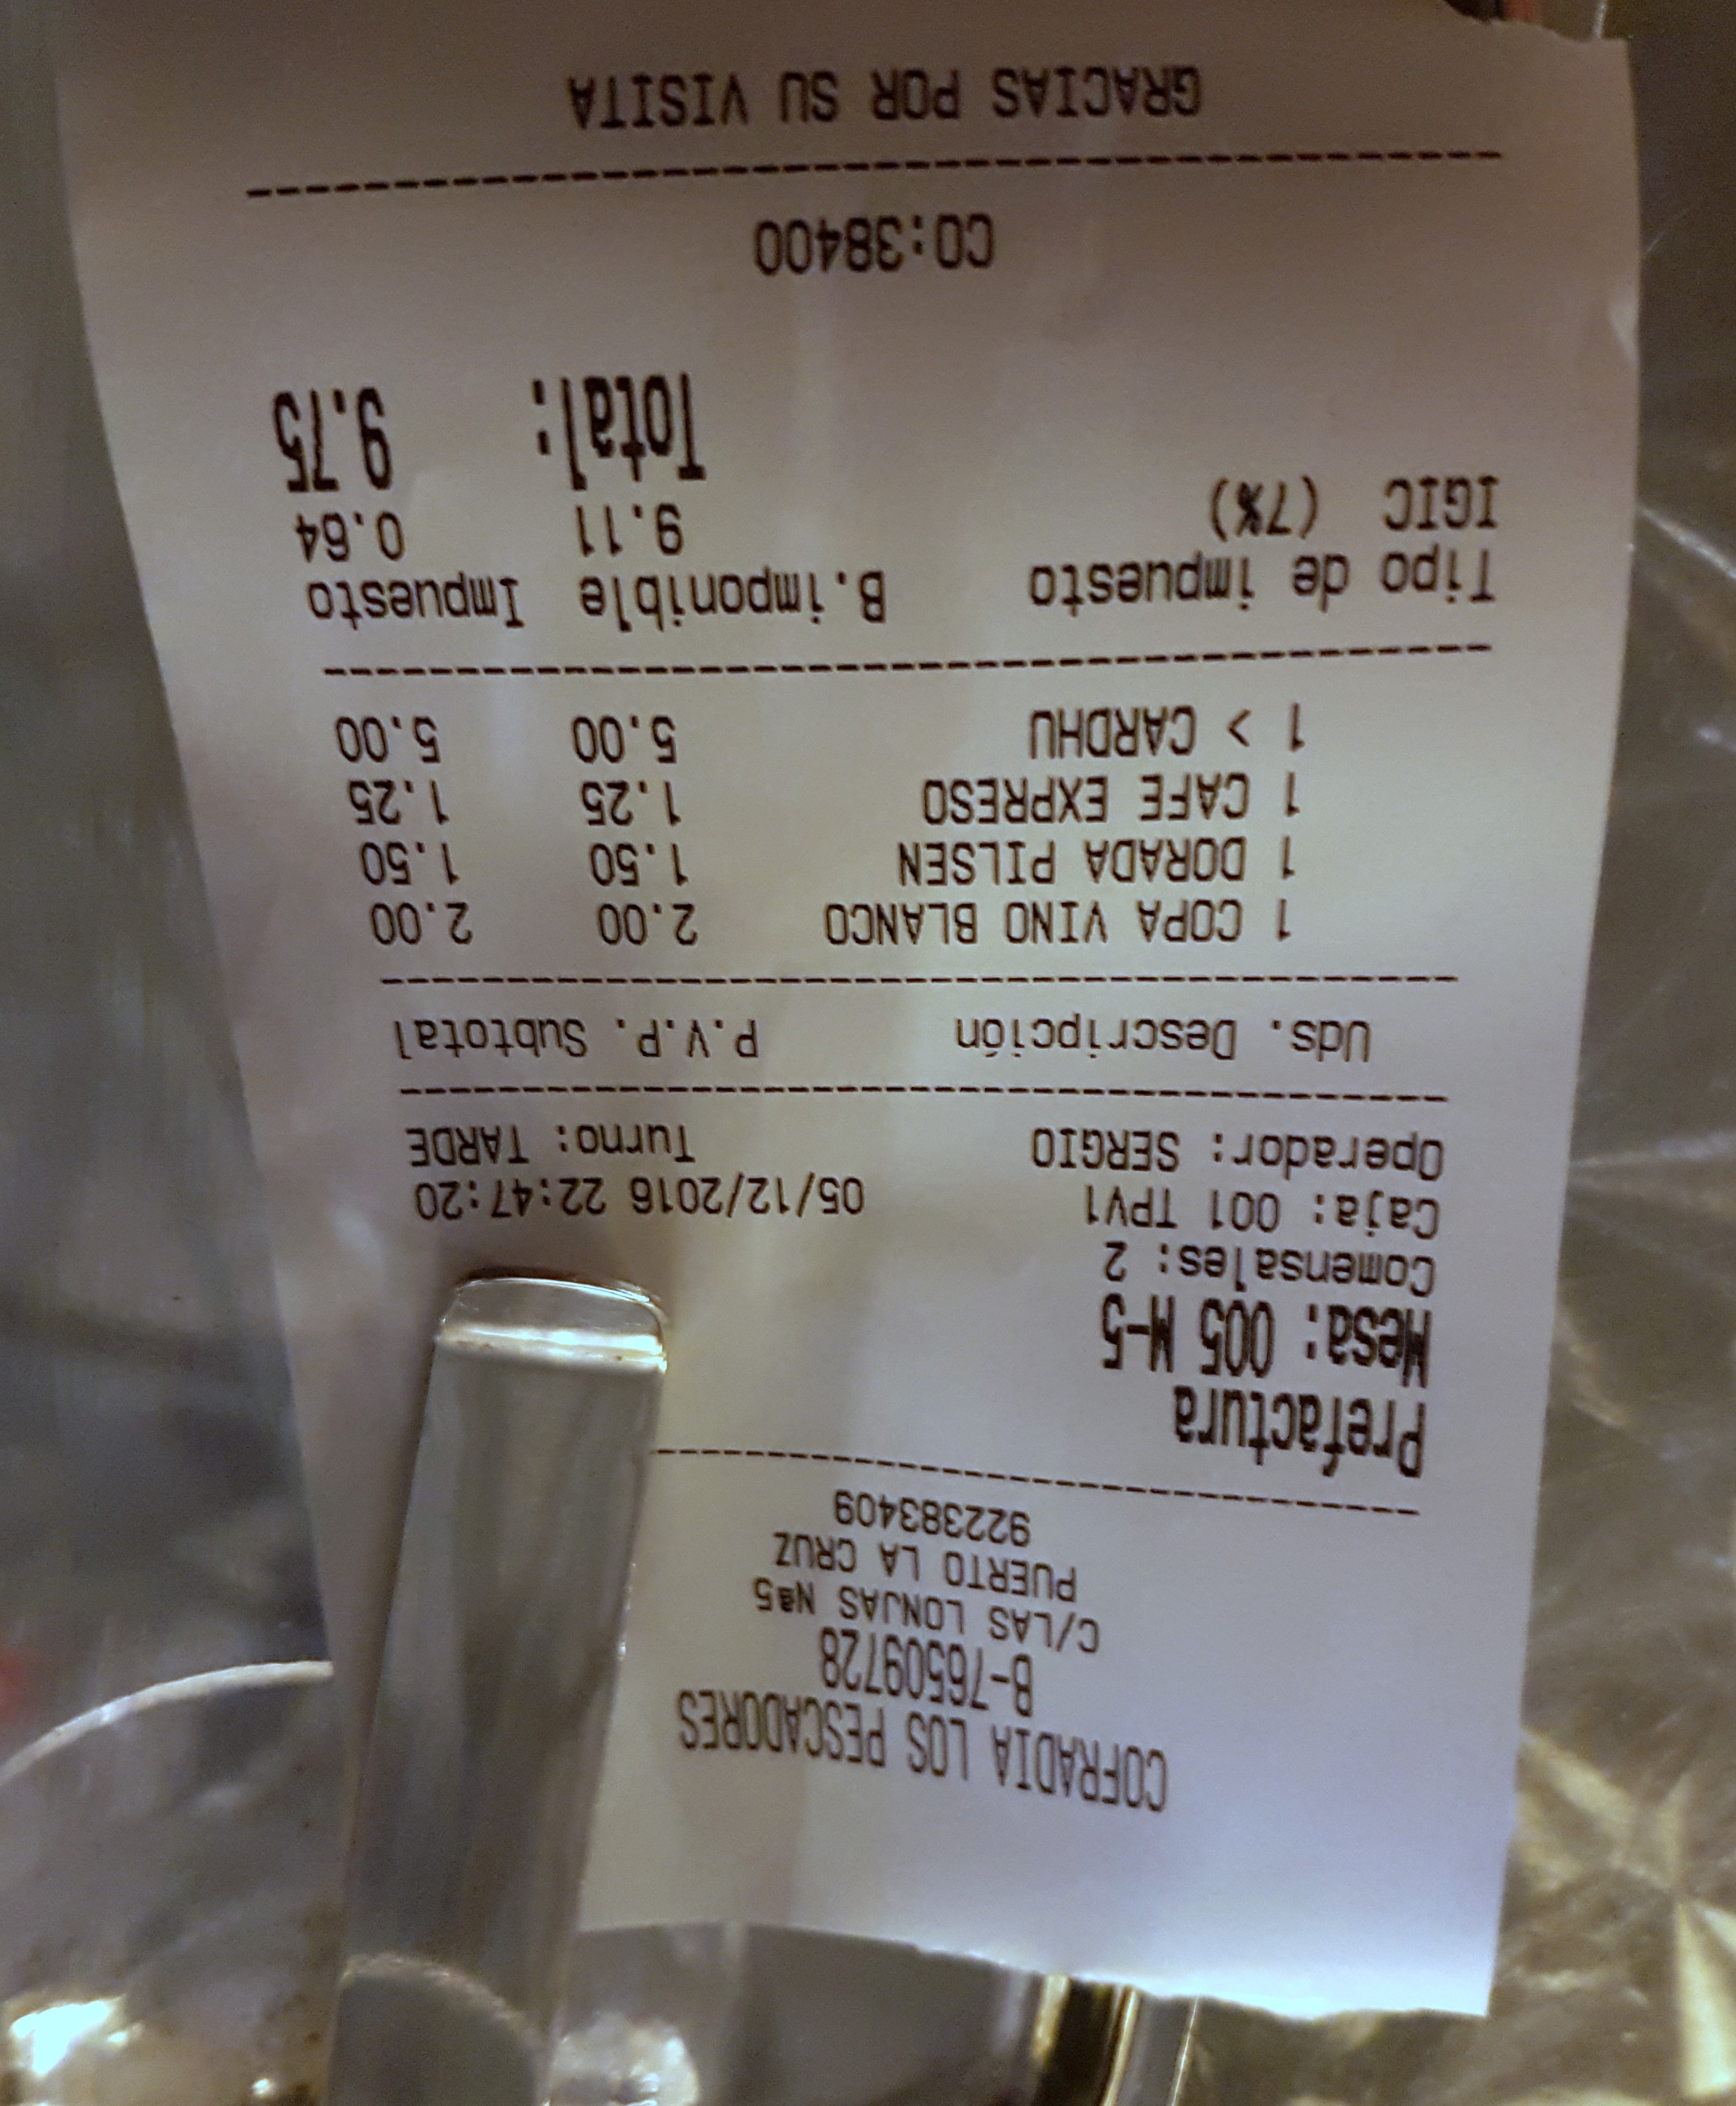 COFRADIA LOS PESCADORES
B-76509728
C/LAS LONJAS Nª5
PUERTO LA CRUZ
922383409
Prefactura
Mesa: 005 M-5
Comensales: 2
Caja: 001 TPV1 05/12/2016 22:47:20
Operador: SERGIO Turno: TARDE
Uds. Descripción P.V.P. Subtotal
1 COPA VINO BLANCO 2.00 2.00
1 DORADA PILSEN 1.50 1.50
1 CAFE EXPRESO 1.25 1.25
1 > CARDHU 5.00 5.00
Tipo de impuesto B.imponible Impuesto
IGIC (7%) 9.11 0.64
Total: 9.75
CO:38400
GRACIAS POR SU VISITA